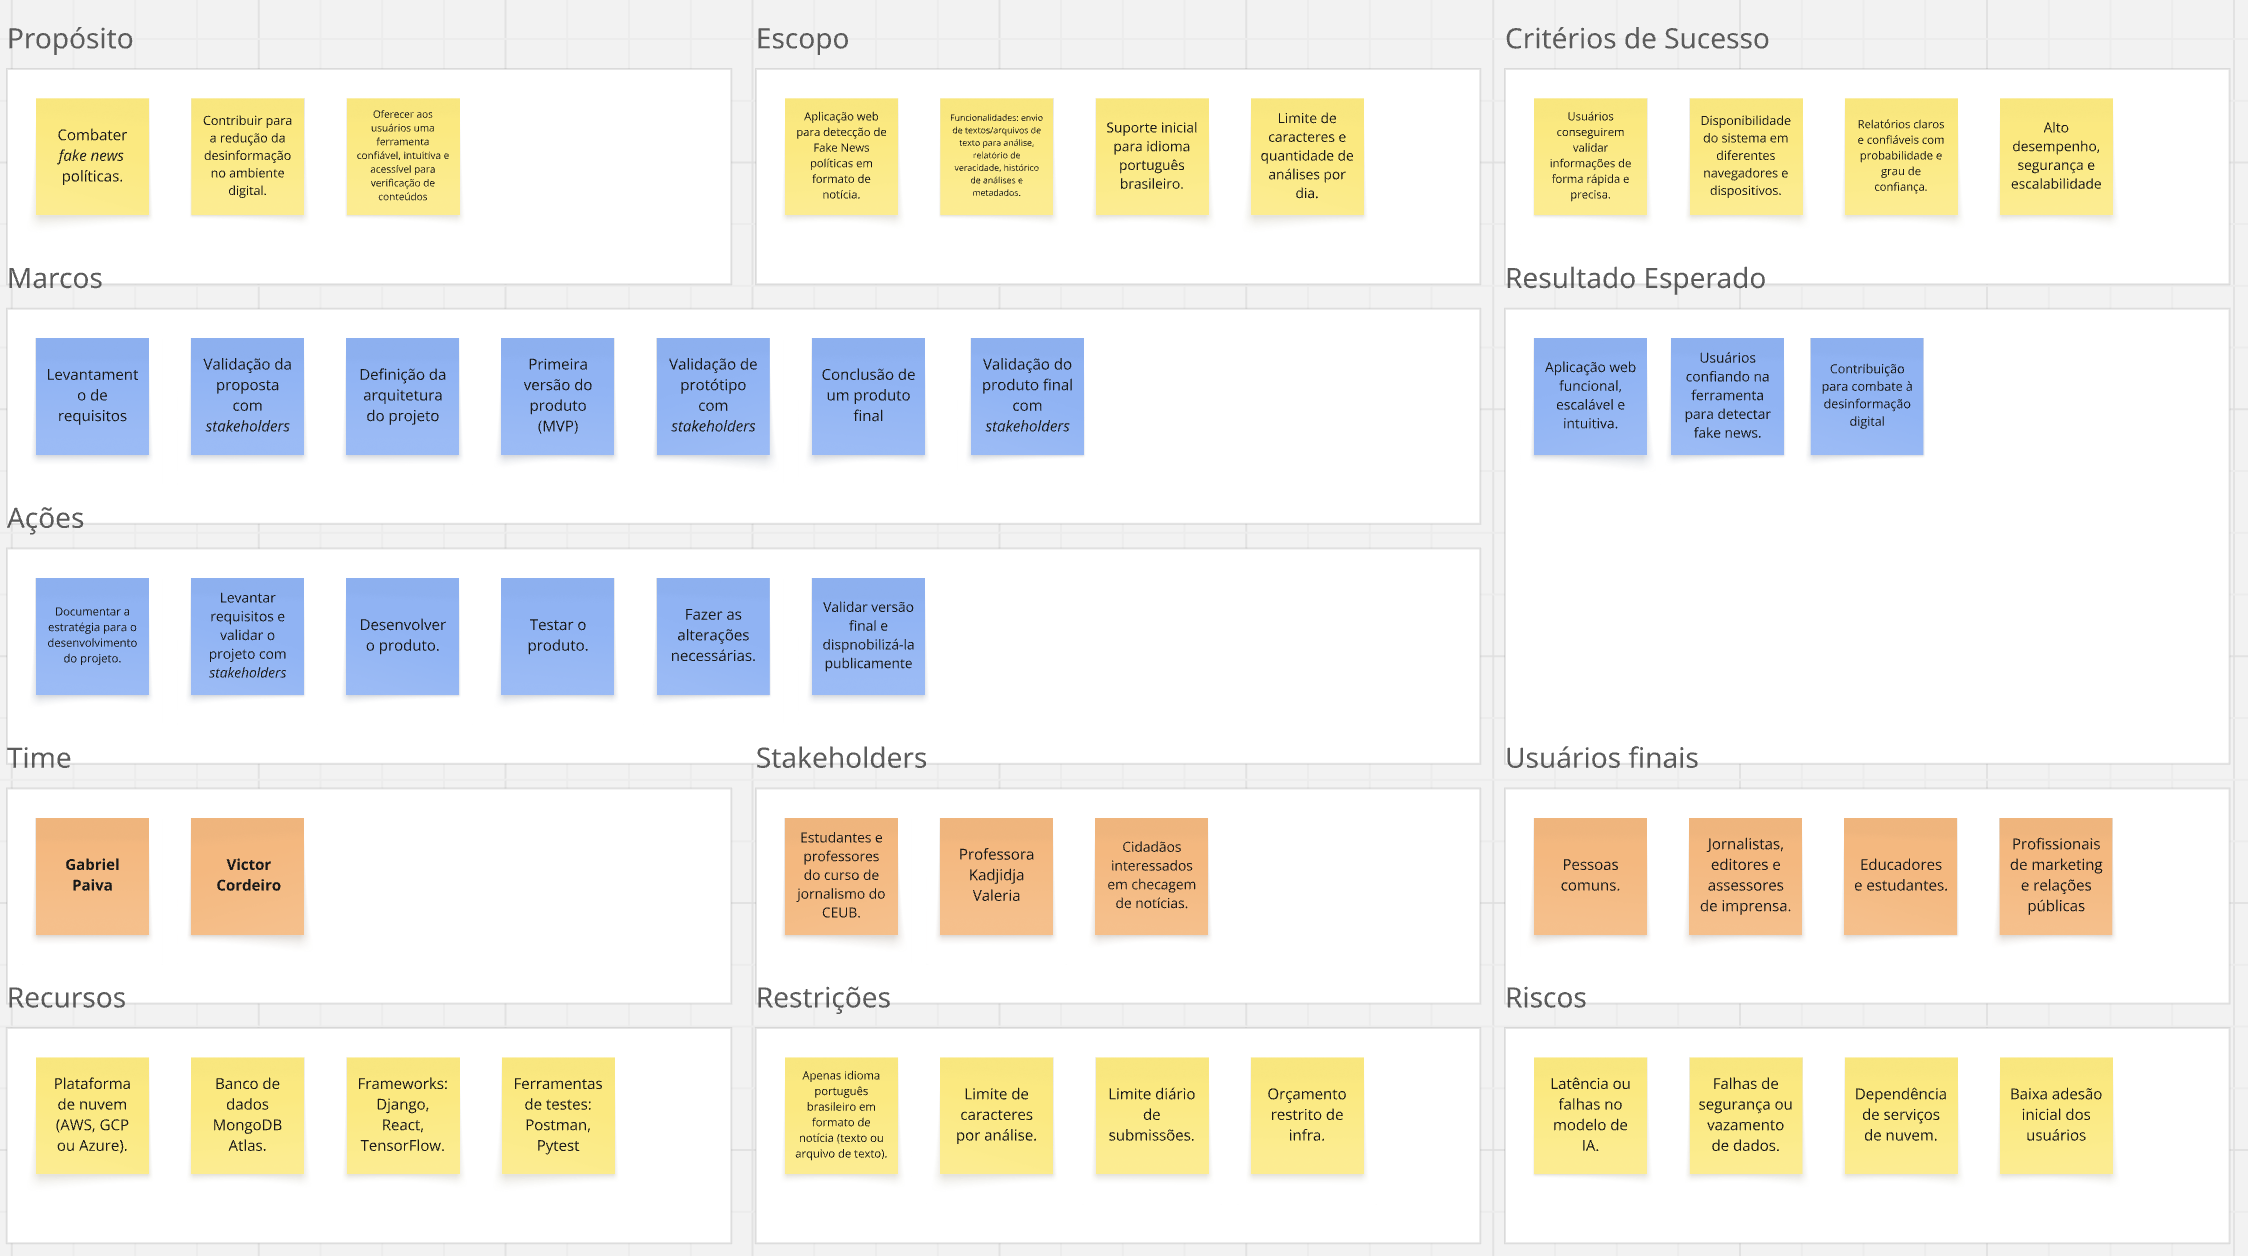 Propósito
Combater
fake news
políticas.
Contribuir para
a redução da
desinformação
no ambiente
digital.
Oferecer aos
usuários uma
ferramenta
confiável, intuitiva e
acessível para
verificação de
conteúdos
Escopo
Aplicação web
para detecção de
Fake News
políticas em
formato de
notícia.
Funcionalidades: envio
de textos/arquivos de
texto para análise,
relatório de
veracidade, histórico
de análises e
metadados.
Suporte inicial
para idioma
português
brasileiro.
Limite de
caracteres e
quantidade de
análises por
dia.
Critérios de Sucesso
Usuários
conseguirem
validar
informações de
forma rápida e
precisa.
Disponibilidade
do sistema em
diferentes
navegadores e
dispositivos.
Relatórios claros
e confiáveis com
probabilidade e
grau de
confiança.
Alto
desempenho,
segurança e
escalabilidade
Marcos
Levantament
o de
requisitos
Validação da
proposta
com
stakeholders
Definição da
arquitetura
do projeto
Primeira
versão do
produto
(MVP)
Validação de
protótipo
com
stakeholders
Conclusão de
um produto
final
Validação do
produto final
com
stakeholders
Resultado Esperado
Aplicação web
funcional,
escalável e
intuitiva.
Usuários
confiando na
ferramenta
para detectar
fake news.
Contribuição
para combate à
desinformação
digital
Ações
Documentar a
estratégia para o
desenvolvimento
do projeto.
Levantar
requisitos e
validar o
projeto com
stakeholders
Desenvolver
o produto.
Testar o
produto.
Fazer as
alterações
necessárias.
Validar versão
final e
dispnobilizá-la
publicamente
Time
Gabriel
Paiva
Victor
Cordeiro
Stakeholders
Estudantes e
professores
do curso de
jornalismo do
CEUB.
Professora
Kadjidja
Valeria
Cidadãos
interessados
em checagem
de notícias.
Usuários finais
Pessoas
comuns.
Jornalistas,
editores e
assessores
de imprensa.
Educadores
e estudantes.
Profissionais
de marketing
e relações
públicas
Recursos
Plataforma
de nuvem
(AWS, GCP
ou Azure).
Banco de
dados
MongoDB
Atlas.
Frameworks:
Django,
React,
TensorFlow.
Ferramentas
de testes:
Postman,
Pytest
Restrições
Apenas idioma
português
brasileiro em
formato de
notícia (texto ou
arquivo de texto).
Limite de
caracteres
por análise.
Limite diário
de
submissões.
Orçamento
restrito de
infra.
Riscos
Latência ou
falhas no
modelo de
IA.
Falhas de
segurança ou
vazamento
de dados.
Dependência
de serviços
de nuvem.
Baixa adesão
inicial dos
usuários